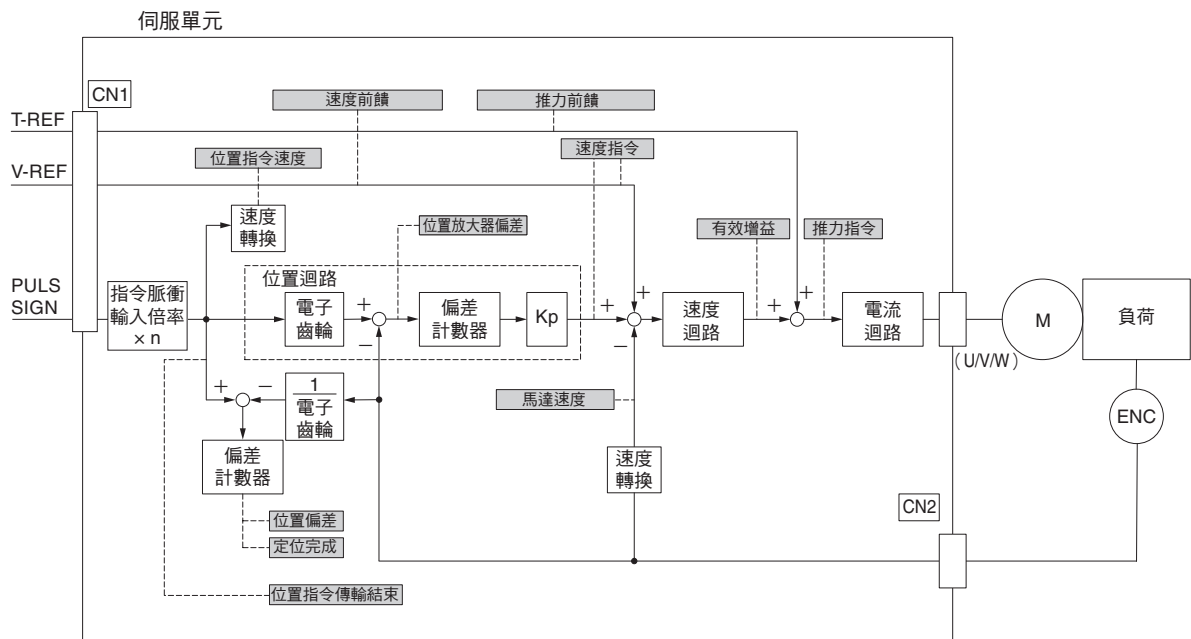 伺服單元
CN1
速度前饋
推力前饋
T-REF
位置指令速度
速度指令
V-REF
速度
轉換
位置放大器偏差
有效增益
推力指令
PULS
SIGN
指令脈衝
輸入倍率
× n
位置迴路
電子
齒輪
+
−
偏差
計數器
Kp
+
+
−
速度
迴路
+
+
電流
迴路
(U/V/W)
M
負荷
+
−
1
電子
齒輪
馬達速度
ENC
偏差
計數器
速度
轉換
CN2
位置偏差
定位完成
位置指令傳輸結束